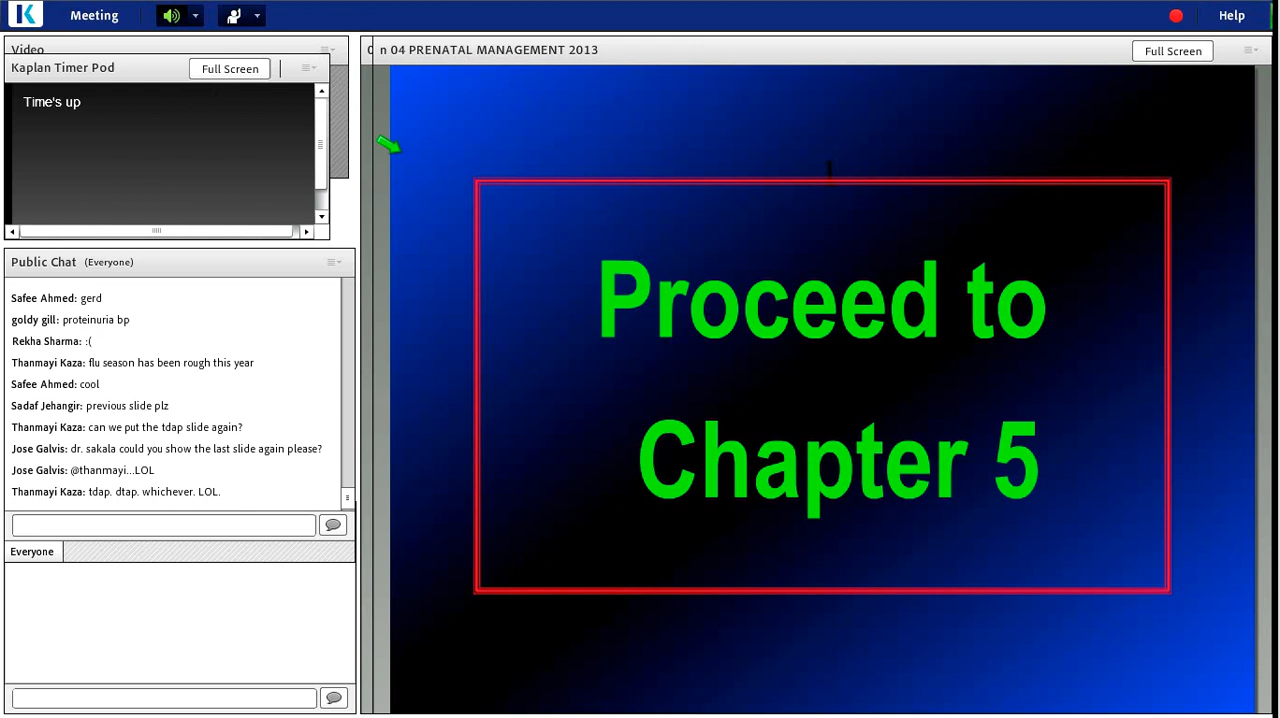 Meeting
Help
Video
Kaplan Timer Pod
Full Screen
Time's up
n 04 PRENATAL MANAGEMENT 2013
Full Screen
Public Chat (Everyone)
Safee Ahmed: gerd
goldy gill: proteinuria bp
Rekha Sharma: :(
Thanmayi Kaza: flu season has been rough this year
Safee Ahmed: cool
Sadaf Jehangir: previous slide plz
Thanmayi Kaza: can we put the tdap slide again?
Jose Galvis: dr. sakala could you show the last slide again please?
Jose Galvis: @thanmayi...LOL
Thanmayi Kaza: tdap. dtap. whichever. LOL.
Everyone
Proceed to
Chapter 5